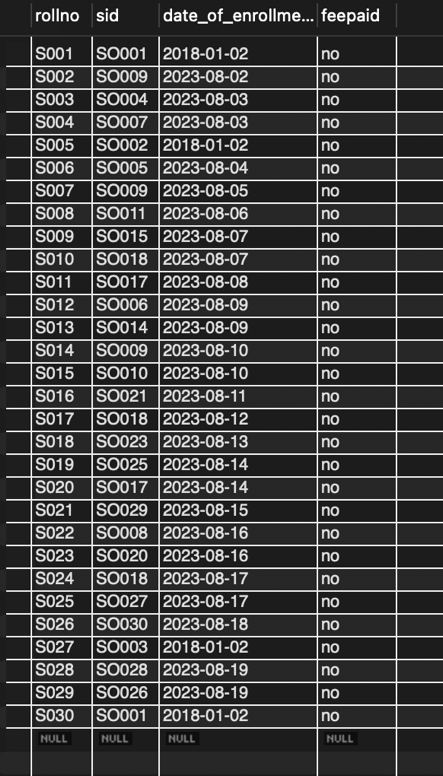 rollno sid date_of_enrollme... feepaid
S001 SO001 2018-01-02 no
S002 SO009 2023-08-02 no
S003 SO004 2023-08-03 no
S004 SO007 2023-08-03 no
S005 SO002 2018-01-02 no
S006 SO005 2023-08-04 no
S007 SO009 2023-08-05 no
S008 SO011 2023-08-06 no
S009 SO015 2023-08-07 no
S010 SO018 2023-08-07 no
S011 SO017 2023-08-08 no
S012 SO006 2023-08-09 no
S013 SO014 2023-08-09 no
S014 SO009 2023-08-10 no
S015 SO010 2023-08-10 no
S016 SO021 2023-08-11 no
S017 SO018 2023-08-12 no
S018 SO023 2023-08-13 no
S019 SO025 2023-08-14 no
S020 SO017 2023-08-14 no
S021 SO029 2023-08-15 no
S022 SO008 2023-08-16 no
S023 SO020 2023-08-16 no
S024 SO018 2023-08-17 no
S025 SO027 2023-08-17 no
S026 SO030 2023-08-18 no
S027 SO003 2018-01-02 no
S028 SO028 2023-08-19 no
S029 SO026 2023-08-19 no
S030 SO001 2018-01-02 no
NULL NULL NULL NULL